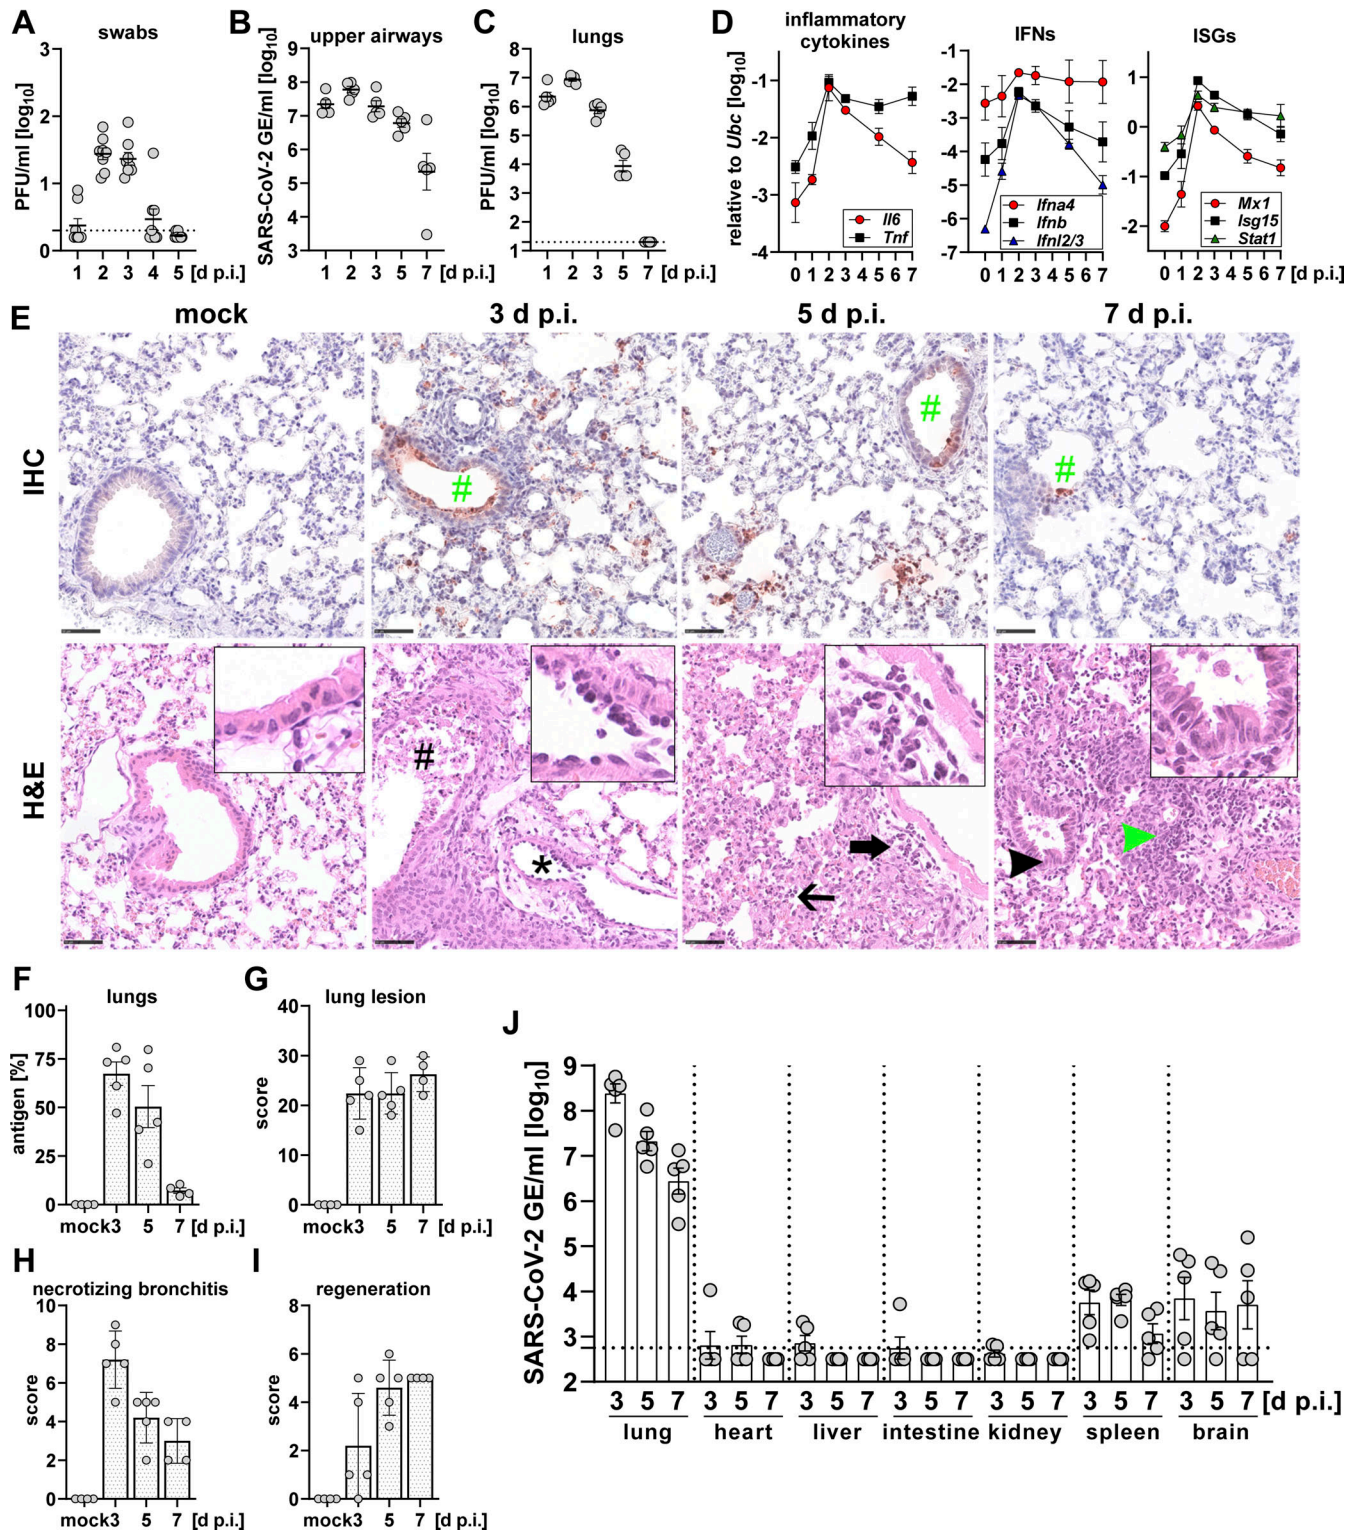 A
swabs
PFU/ml [log10]
3
2
1
0
1 2 3 4 5 [d p.i.]
B
upper airways
SARS-CoV-2 GE/ml [log10]
9
8
7
6
5
4
3
1 2 3 5 7 [d p.i.]
C
lungs
PFU/ml [log10]
8
7
6
5
4
3
2
1
1 2 3 5 7 [d p.i.]
D
inflammatory
cytokines
relative to Ubc [log10]
-1
-2
-3
-4
Il6
Tnf
0 1 2 3 4 5 6 7
IFNs
-1
-2
-3
-4
-5
-6
-7
Ifna4
Ifnb
Ifnl2/3
0 1 2 3 4 5 6 7
ISGs
1
0
-1
-2
Mx1
Isg15
Stat1
0 1 2 3 4 5 6 7 [d p.i.]
E
mock 3 d p.i. 5 d p.i. 7 d p.i.
IHC
# # #
H&E
# *
F
lungs
antigen [%]
100
75
50
25
0
mock 3 5 7 [d p.i.]
G
lung lesion
score
40
30
20
10
0
mock 3 5 7 [d p.i.]
H
necrotizing bronchitis
score
10
8
6
4
2
0
mock 3 5 7 [d p.i.]
I
regeneration
score
8
6
4
2
0
mock 3 5 7 [d p.i.]
J
SARS-CoV-2 GE/ml [log10]
9
8
7
6
5
4
3
2
3 5 7 3 5 7 3 5 7 3 5 7 3 5 7 3 5 7 3 5 7 [d p.i.]
lung heart liver intestine kidney spleen brain